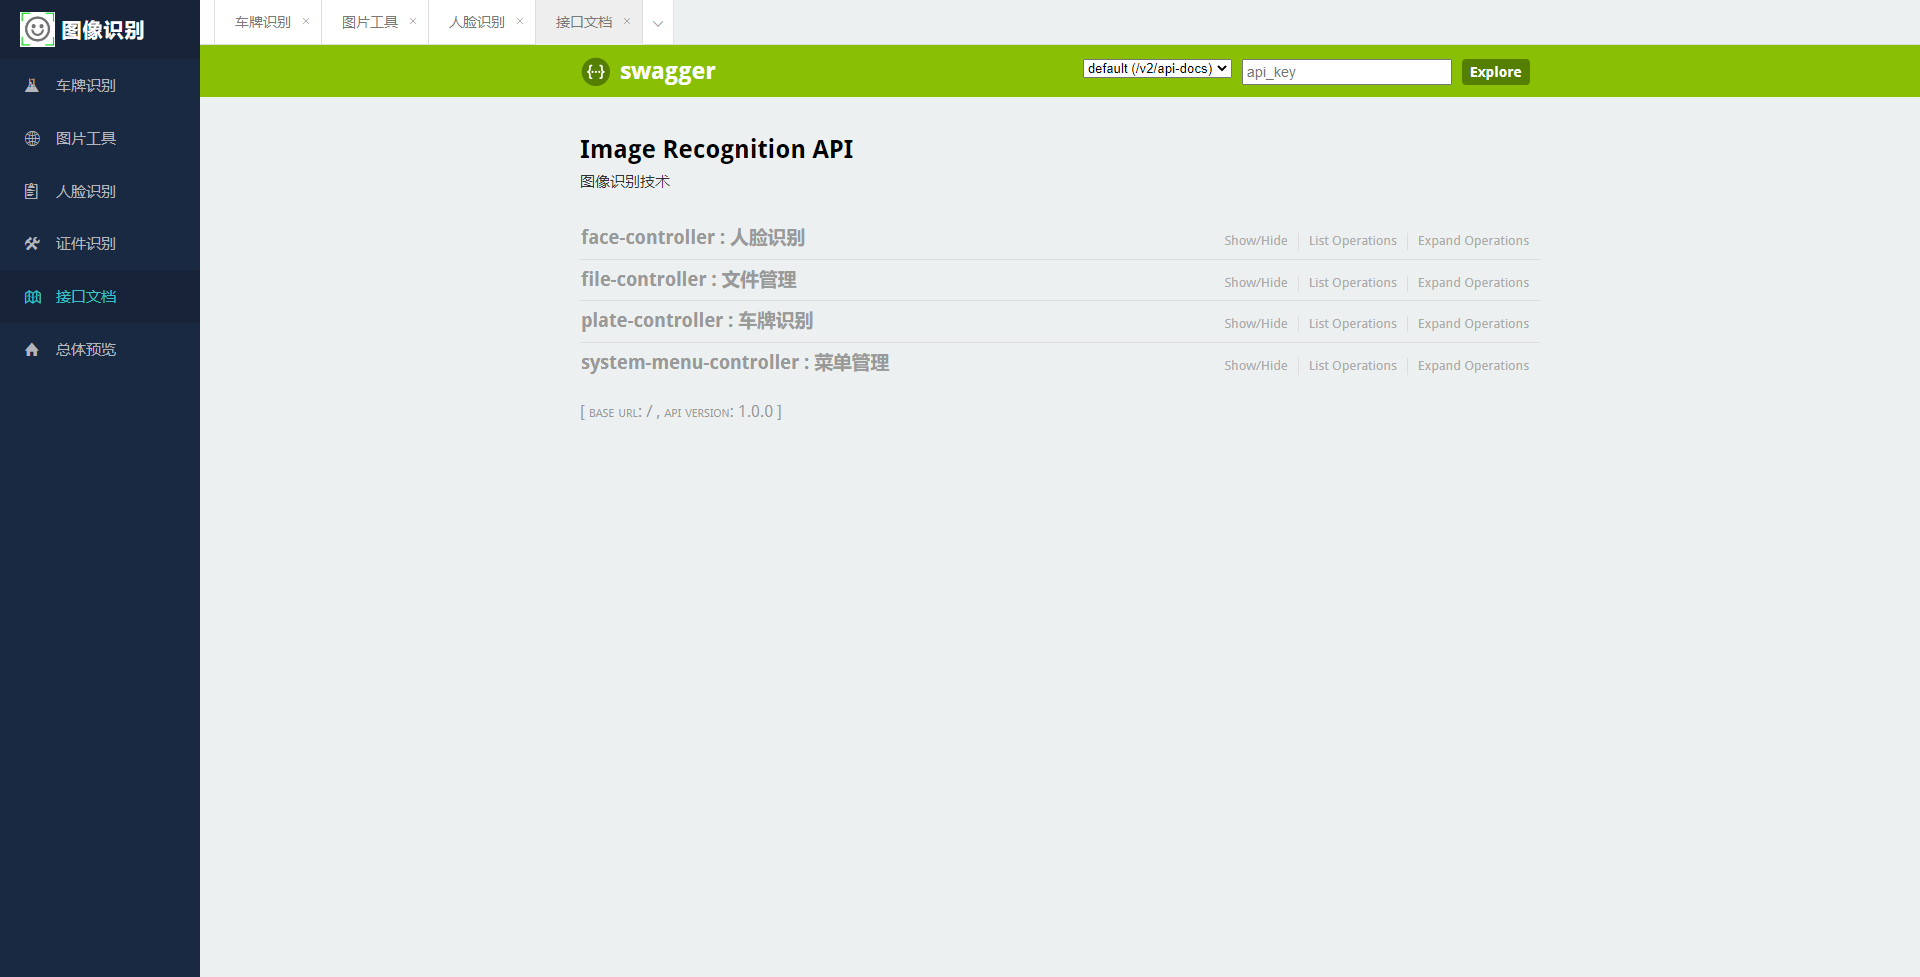 图像识别
车牌识别
图片工具
人脸识别
证件识别
接口文档
总体预览
车牌识别 × 图片工具 × 人脸识别 × 接口文档 ×
swagger default (/v2/api-docs) api_key Explore
Image Recognition API
图像识别技术
face-controller : 人脸识别 Show/Hide List Operations Expand Operations
file-controller : 文件管理 Show/Hide List Operations Expand Operations
plate-controller : 车牌识别 Show/Hide List Operations Expand Operations
system-menu-controller : 菜单管理 Show/Hide List Operations Expand Operations
[ BASE URL: / , API VERSION: 1.0.0 ]